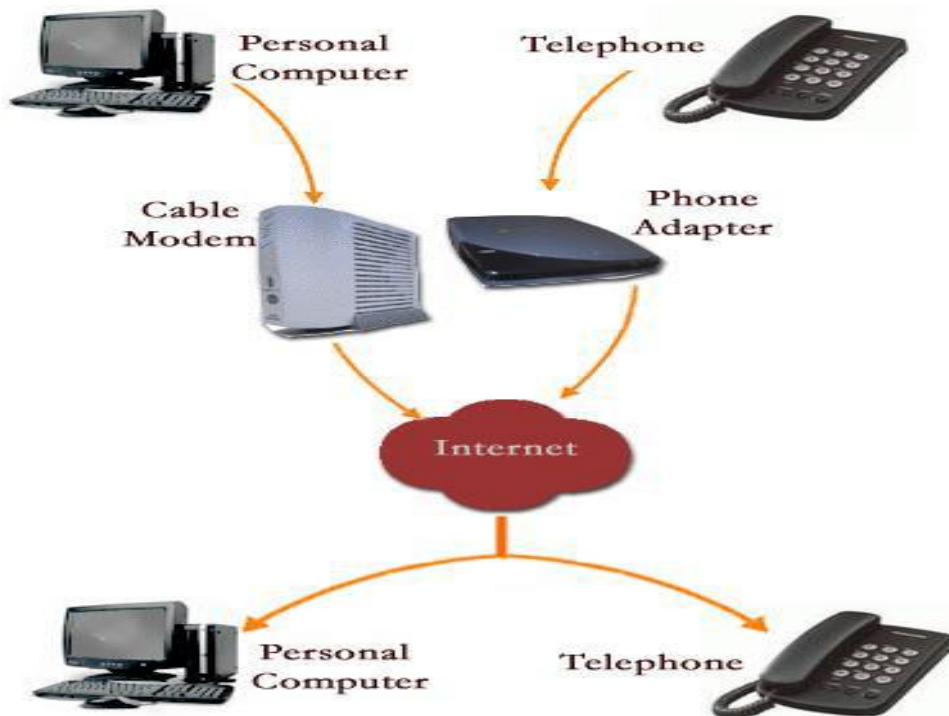 Personal
Computer
Telephone
Cable
Modem
Phone
Adapter
Internet
Personal
Computer
Telephone